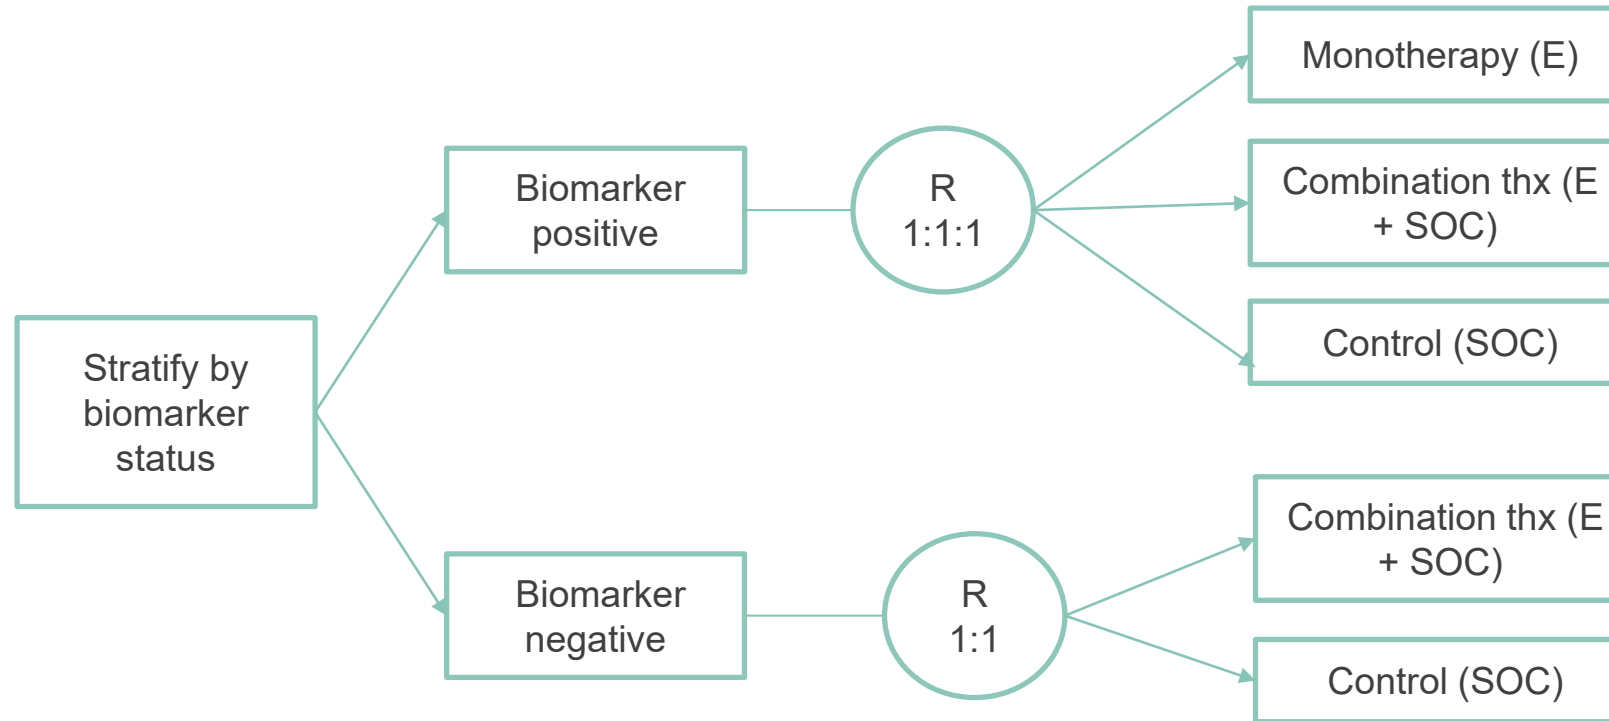 Stratify by
biomarker
status
Biomarker
positive
R
1:1:1
Monotherapy (E)
Combination thx (E
+ SOC)
Control (SOC)
Biomarker
negative
R
1:1
Combination thx (E
+ SOC)
Control (SOC)